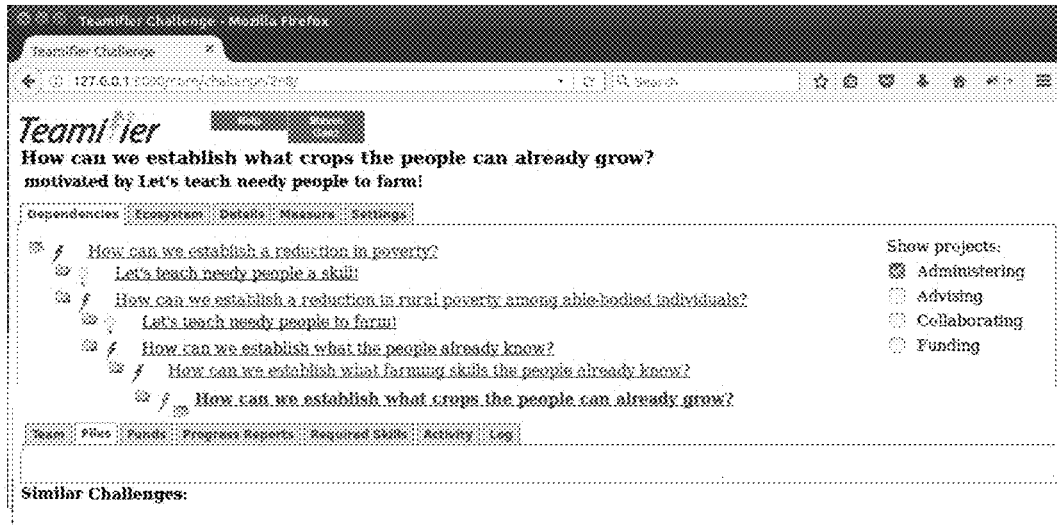 Teamifier Challenge - Mozilla Firefox
Teamifier Challenge
Search
Teamifier
How can we establish what crops the people can already grow?
motivated by Let's teach needy people to farm!
Dependencies Ecosystem Details Measure Settings
How can we establish a reduction in poverty?
Let's teach needy people a skill!
How can we establish a reduction in rural poverty among able-bodied individuals?
Let's teach needy people to farm!
How can we establish what the people already know?
How can we establish what farming skills the people already know?
How can we establish what crops the people can already grow?
Show projects:
Administering
Advising
Collaborating
Funding
Team Funds Progress Reports Required Skills Activity Log
Similar Challenges: